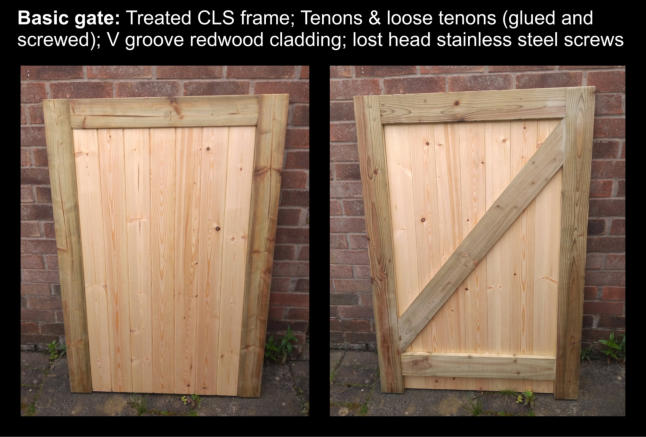 Basic gate: Treated CLS frame; Tenons & loose tenons (glued and
screwed); V groove redwood cladding; lost head stainless steel screws